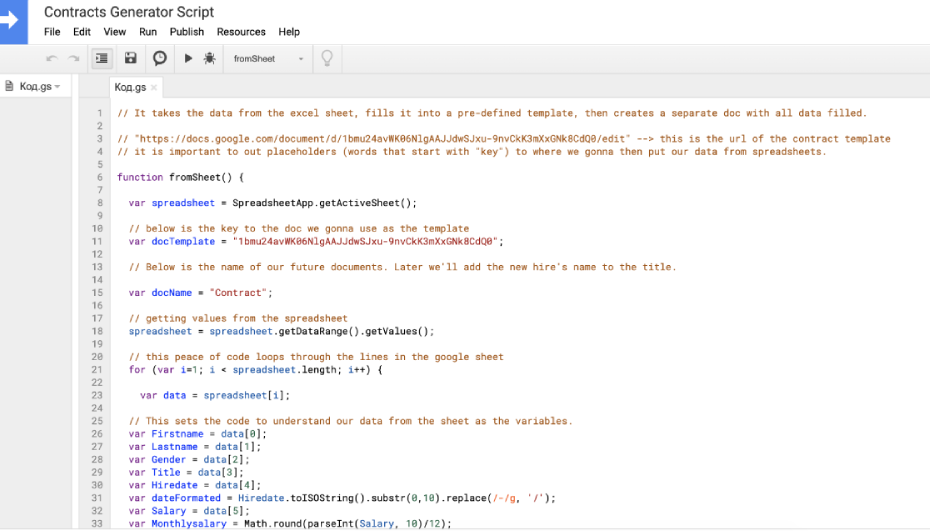 Contracts Generator Script
File Edit View Run Publish Resources Help
fromSheet
Код.gs
Код.gs ×
1 // It takes the data from the excel sheet, fills it into a pre-defined template, then creates a separate doc with all data filled.
2
3 // "https://docs.google.com/document/d/1bmu24avWK06NlgAAJJdwSJxu-9nvCkK3mXxGNk8CdQ0/edit" --> this is the url of the contract template
4 // it is important to out placeholders (words that start with "key") to where we gonna then put our data from spreadsheets.
5
6 function fromSheet() {
7
8 var spreadsheet = SpreadsheetApp.getActiveSheet();
9
10 // below is the key to the doc we gonna use as the template
11 var docTemplate = "1bmu24avWK06NlgAAJJdwSJxu-9nvCkK3mXxGNk8CdQ0";
12
13 // Below is the name of our future documents. Later we'll add the new hire's name to the title.
14
15 var docName = "Contract";
16
17 // getting values from the spreadsheet
18 spreadsheet = spreadsheet.getDataRange().getValues();
19
20 // this peace of code loops through the lines in the google sheet
21 for (var i=1; i < spreadsheet.length; i++) {
22
23 var data = spreadsheet[i];
24
25 // This sets the code to understand our data from the sheet as the variables.
26 var Firstname = data[0];
27 var Lastname = data[1];
28 var Gender = data[2];
29 var Title = data[3];
30 var Hiredate = data[4];
31 var dateFormated = Hiredate.toISOString().substr(0,10).replace(/-/g, '/');
32 var Salary = data[5];
33 var Monthlysalary = Math.round(parseInt(Salary, 10)/12);